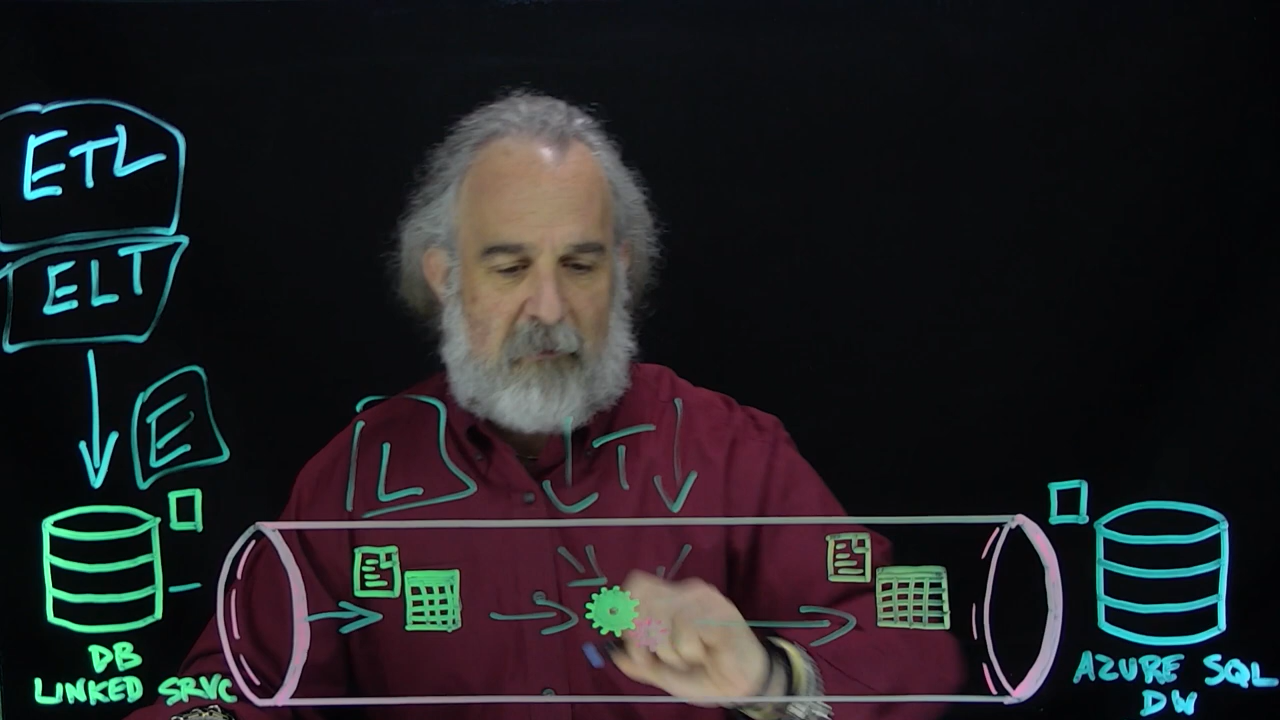 ETL
ELT
E
L
T
DB
LINKED SRVC
AZURE SQL
DW